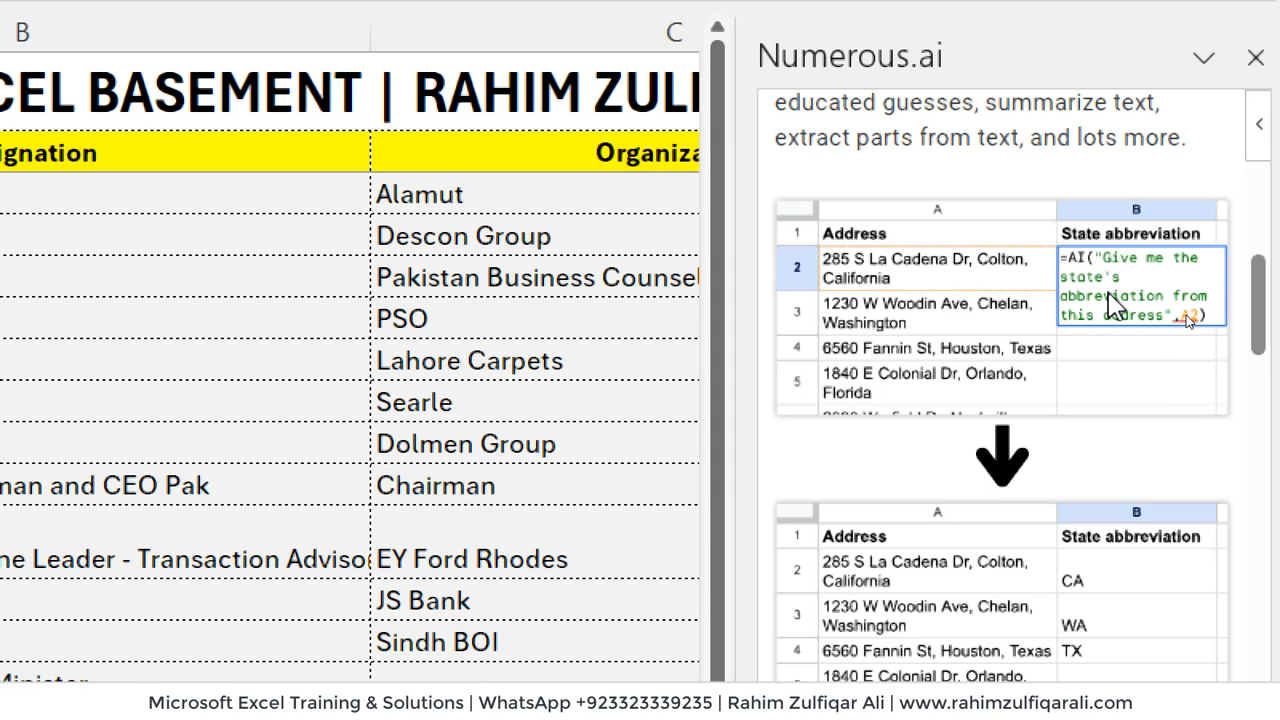 B
C
CEL BASEMENT | RAHIM ZUL
ignation
Organiza
Alamut
Descon Group
Pakistan Business Counsel
PSO
Lahore Carpets
Searle
Dolmen Group
man and CEO Pak
Chairman
ne Leader - Transaction Adviso
EY Ford Rhodes
JS Bank
Sindh BOI
Numerous.ai
educated guesses, summarize text,
extract parts from text, and lots more.
A
B
1
Address
State abbreviation
2
285 S La Cadena Dr, Colton,
California
=AI("Give me the
state's
abbreviation from
this address",A2)
3
1230 W Woodin Ave, Chelan,
Washington
4
6560 Fannin St, Houston, Texas
5
1840 E Colonial Dr, Orlando,
Florida
A
B
1
Address
State abbreviation
2
285 S La Cadena Dr, Colton,
California
CA
3
1230 W Woodin Ave, Chelan,
Washington
WA
4
6560 Fannin St, Houston, Texas
TX
1840 E Colonial Dr, Orlando,
Microsoft Excel Training & Solutions | WhatsApp +923323339235 | Rahim Zulfiqar Ali | www.rahimzulfiqarali.com